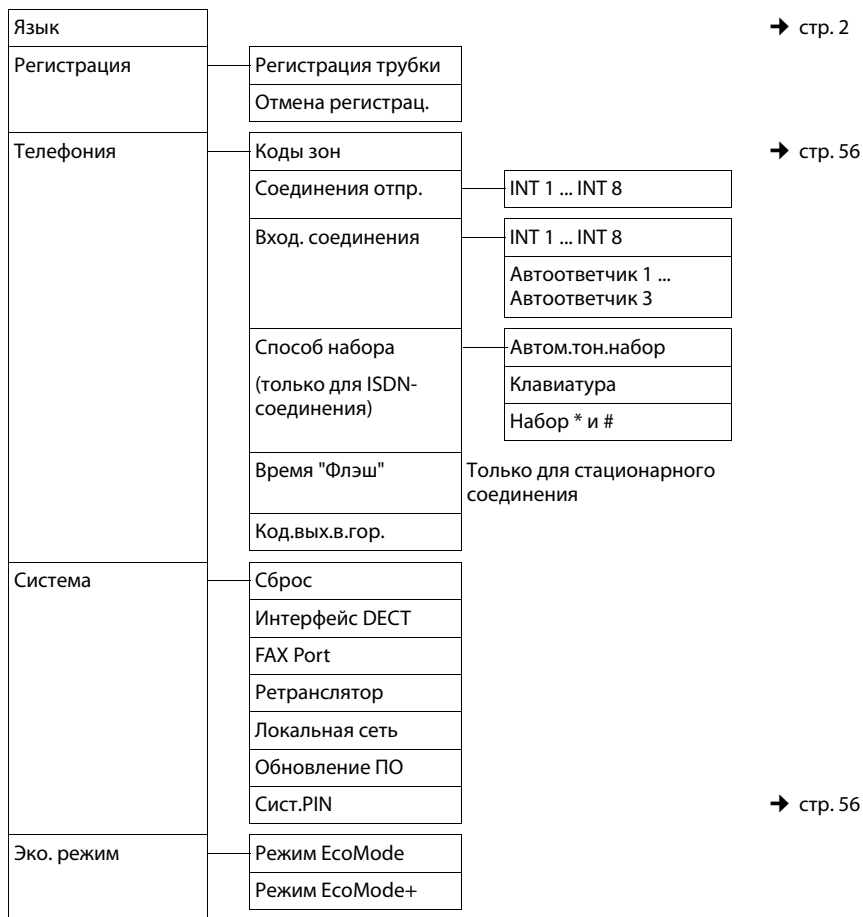 Язык
➔ стр. 2
Регистрация
Регистрация трубки
Отмена регистрац.
Телефония
Коды зон
➔ стр. 56
Соединения отпр.
INT 1 ... INT 8
Вход. соединения
INT 1 ... INT 8
Автоответчик 1 ...
Автоответчик 3
Способ набора
(только для ISDN-
соединения)
Автом.тон.набор
Клавиатура
Набор * и #
Время "Флэш"
Только для стационарного
соединения
Код.вых.в.гор.
Система
Сброс
Интерфейс DECT
FAX Port
Ретранслятор
Локальная сеть
Обновление ПО
Сист.PIN
➔ стр. 56
Эко. режим
Режим EcoMode
Режим EcoMode+